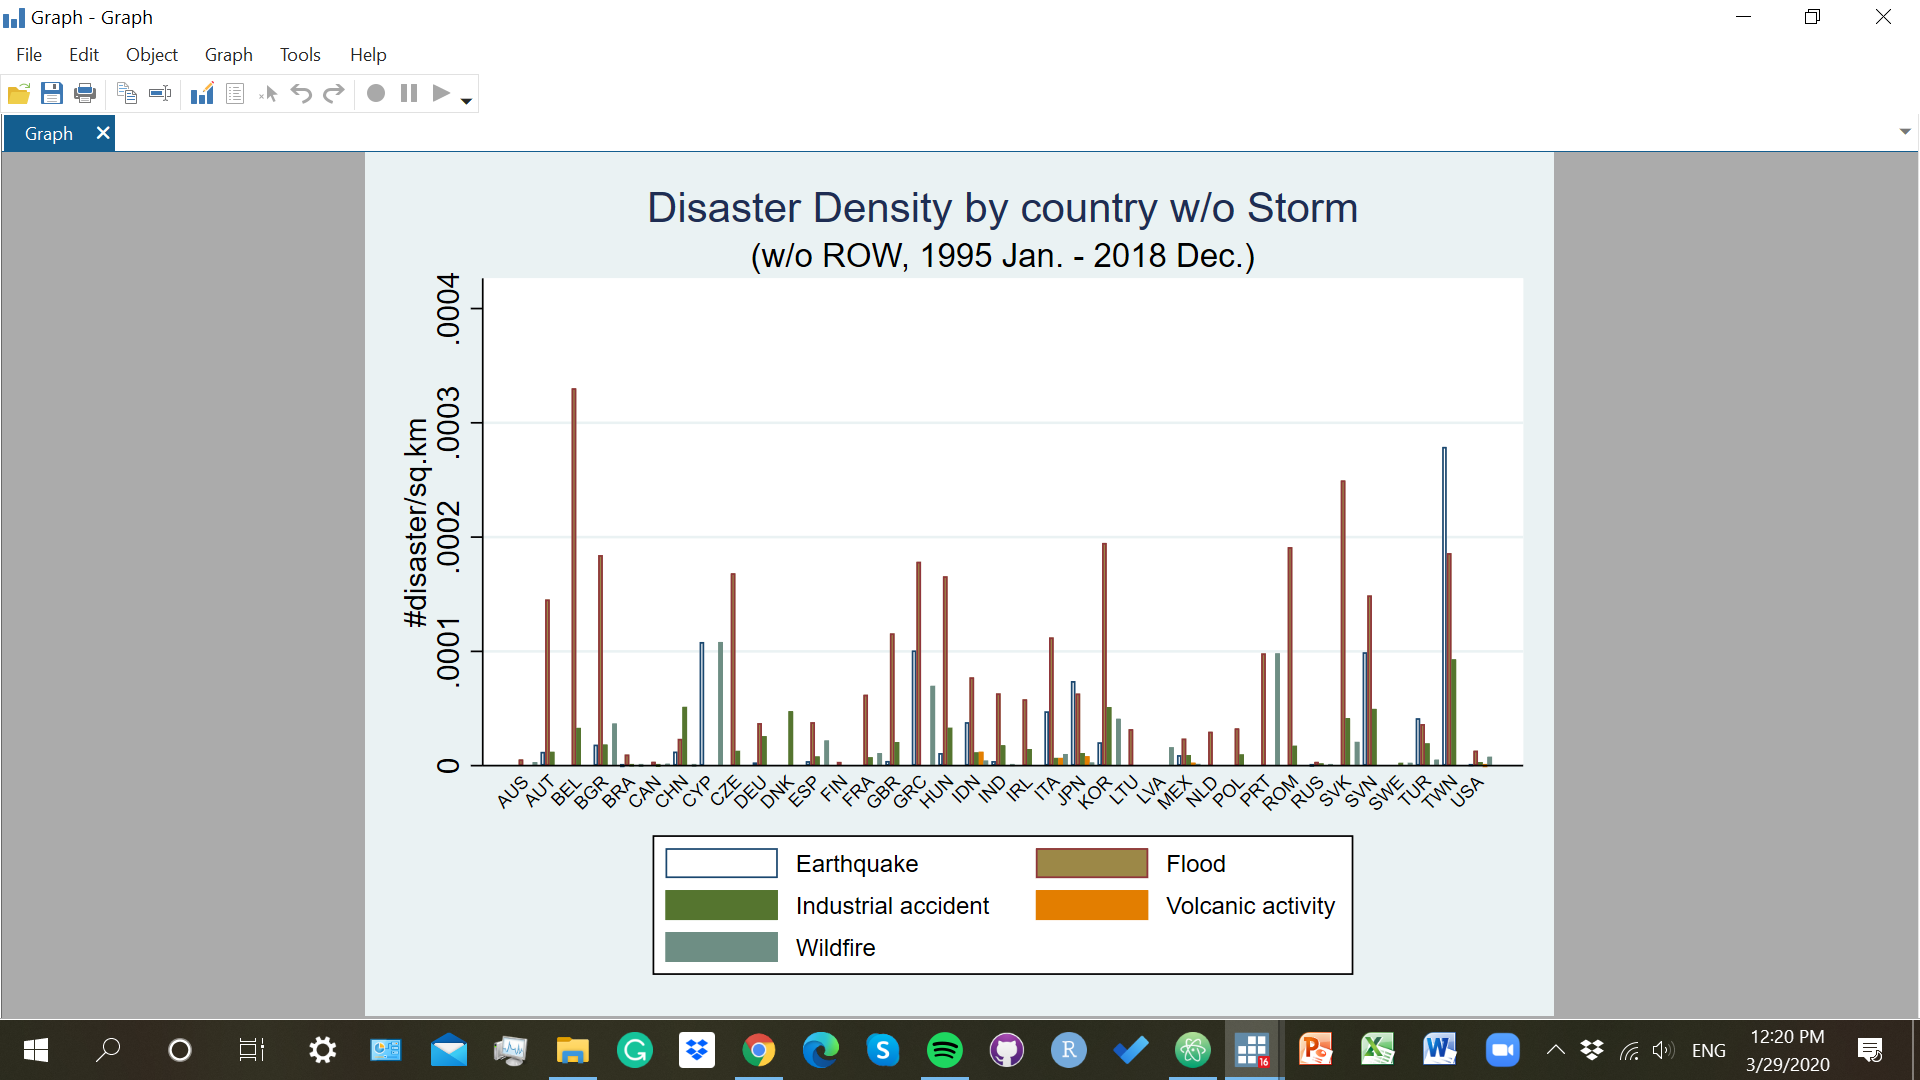 Graph - Graph
File Edit Object Graph Tools Help
Graph
Disaster Density by country w/o Storm
(w/o ROW, 1995 Jan. - 2018 Dec.)
#disaster/sq.km
.0004
.0003
.0002
.0001
0
AUS AUT BEL BGR BRA CAN CHN CYP CZE DEU DNK ESP FIN FRA GBR GRC HUN IDN IND IRL ITA JPN KOR LTU LVA MEX NLD POL PRT ROM RUS SVK SVN SWE TUR TWN USA
Earthquake Flood
Industrial accident Volcanic activity
Wildfire
16
ENG
12:20 PM
3/29/2020